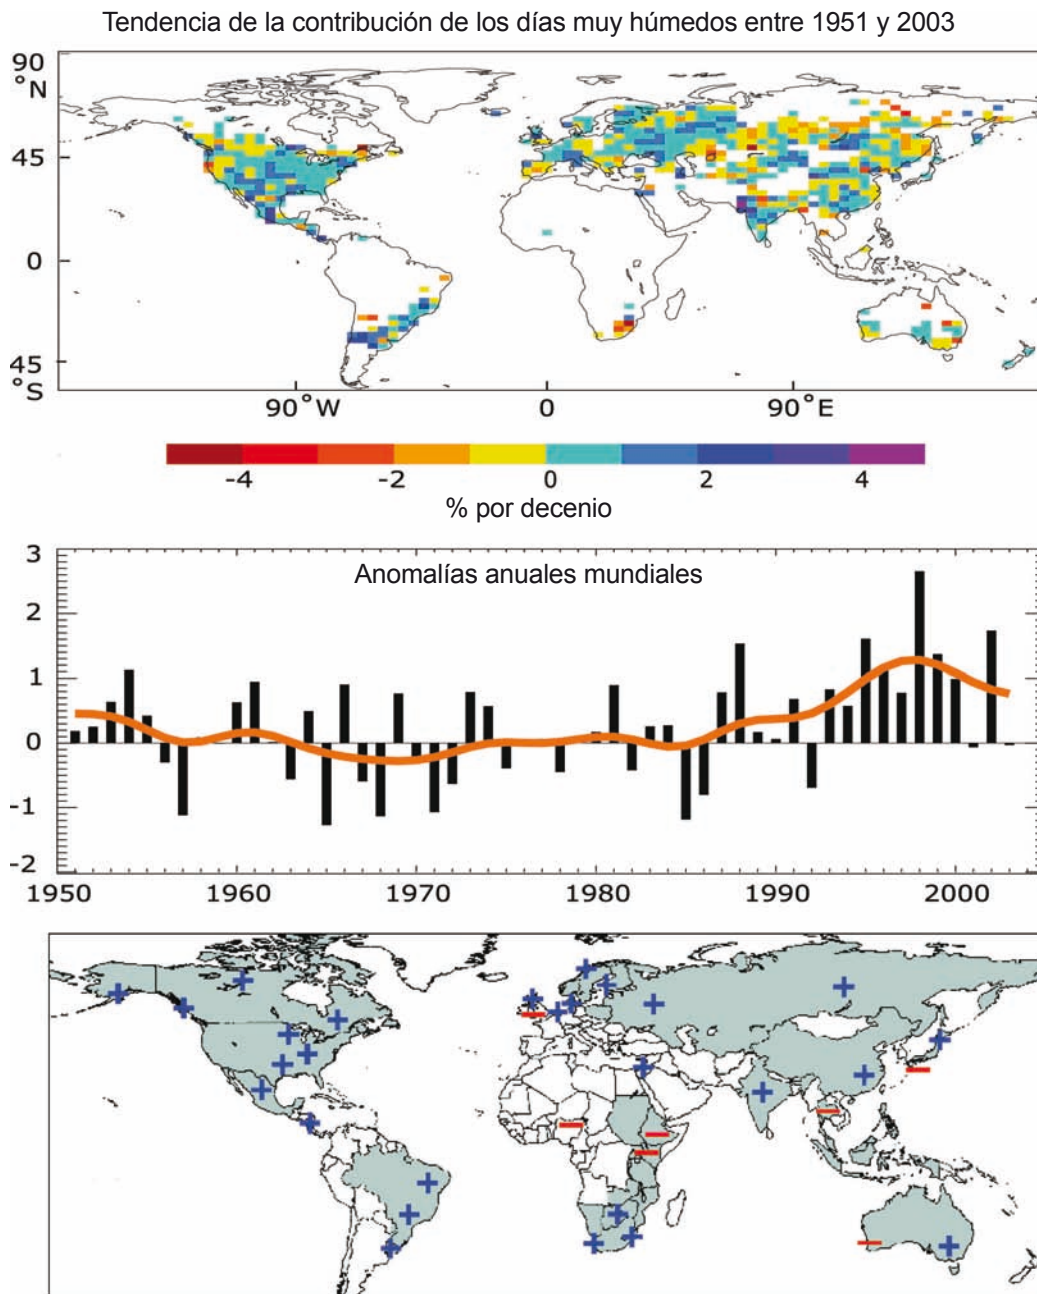 Tendencia de la contribución de los días muy húmedos entre 1951 y 2003
90
°N
45
0
45
°S
90°W 0 90°E
-4 -2 0 2 4
% por decenio
3
Anomalías anuales mundiales
2
1
0
-1
-2
1950 1960 1970 1980 1990 2000